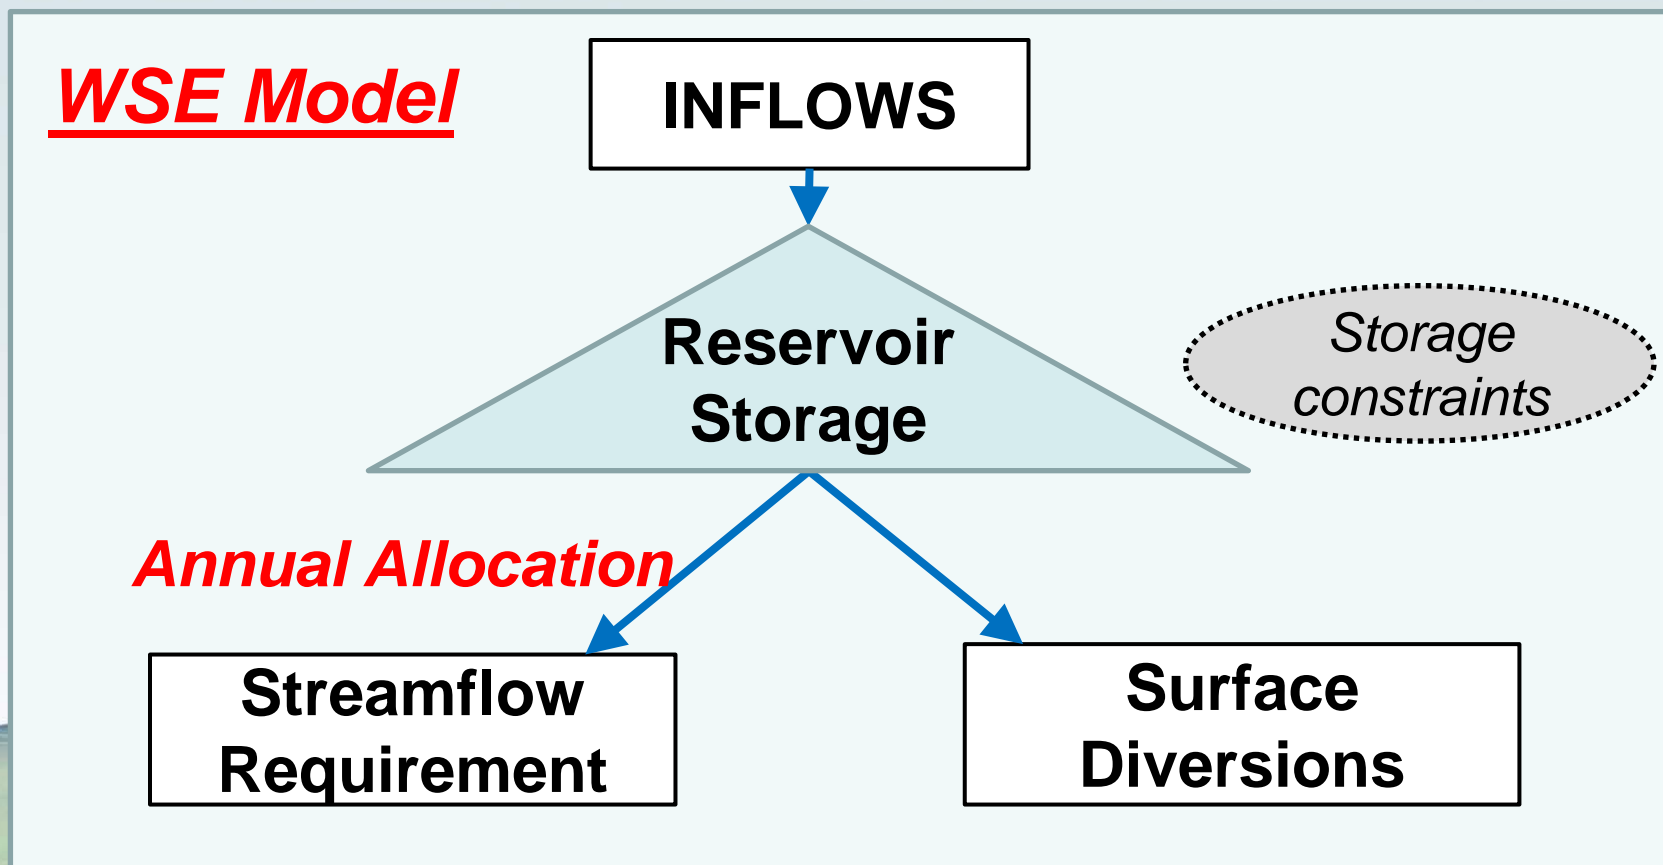 WSE Model
INFLOWS
Reservoir
Storage
Storage
constraints
Annual Allocation
Streamflow
Requirement
Surface
Diversions